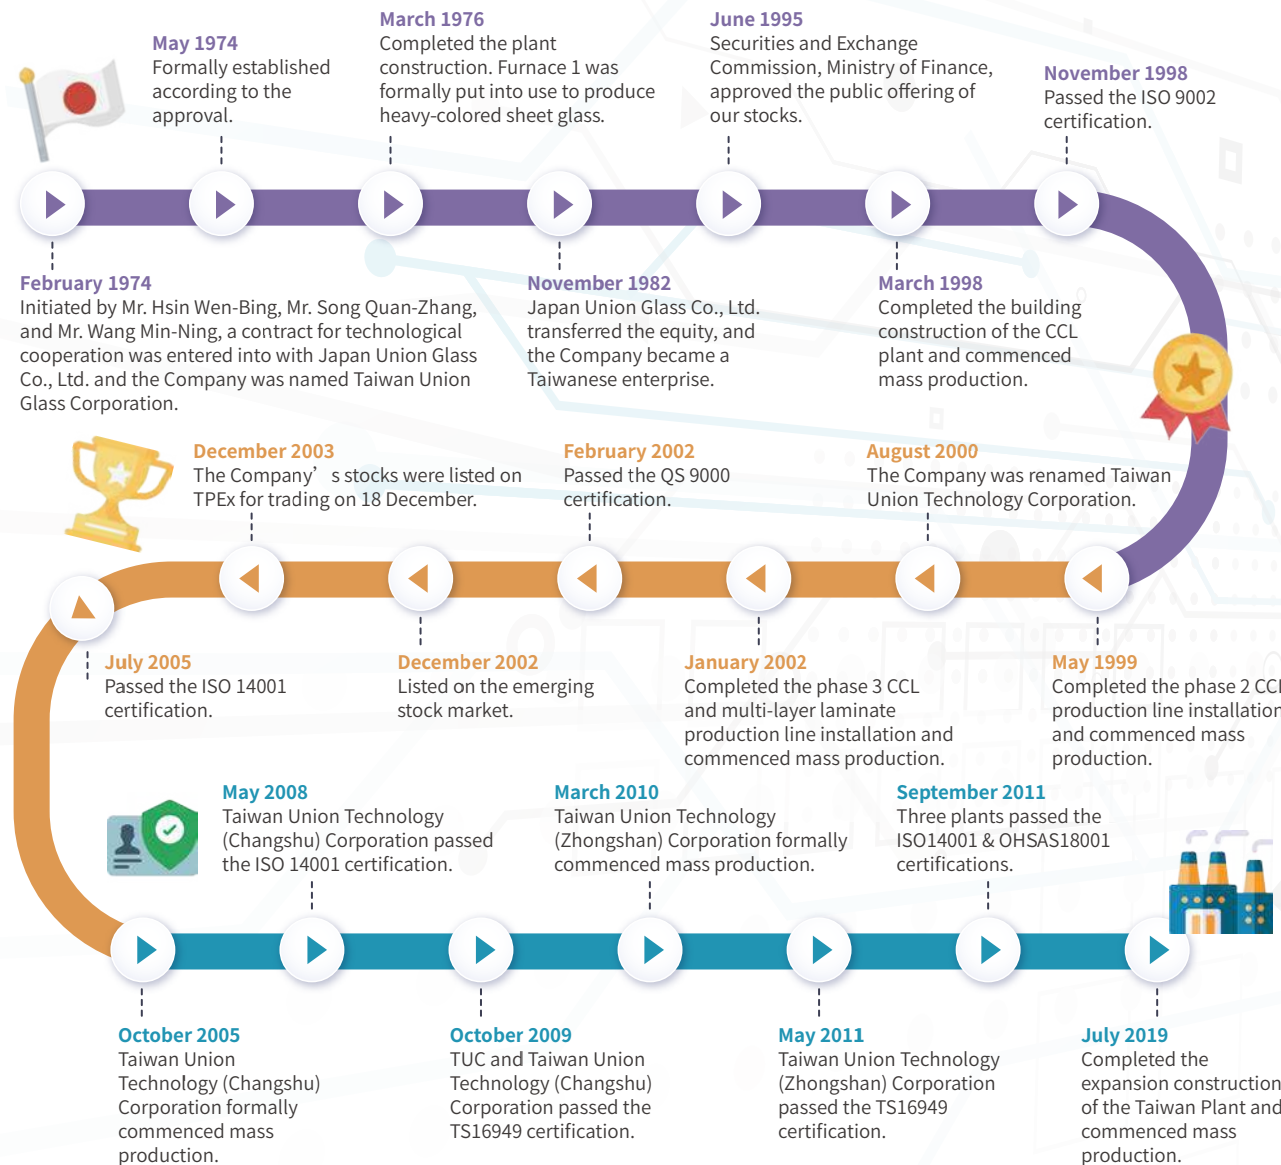 May 1974
Formally established
according to the
approval.
March 1976
Completed the plant
construction. Furnace 1 was
formally put into use to produce
heavy-colored sheet glass.
June 1995
Securities and Exchange
Commission, Ministry of Finance,
approved the public offering of
our stocks.
November 1998
Passed the ISO 9002
certification.
February 1974
Initiated by Mr. Hsin Wen-Bing, Mr. Song Quan-Zhang,
and Mr. Wang Min-Ning, a contract for technological
cooperation was entered into with Japan Union Glass
Co., Ltd. and the Company was named Taiwan Union
Glass Corporation.
November 1982
Japan Union Glass Co., Ltd.
transferred the equity, and
the Company became a
Taiwanese enterprise.
March 1998
Completed the building
construction of the CCL
plant and commenced
mass production.
December 2003
The Company’s stocks were listed on
TPEx for trading on 18 December.
February 2002
Passed the QS 9000
certification.
August 2000
The Company was renamed Taiwan
Union Technology Corporation.
July 2005
Passed the ISO 14001
certification.
December 2002
Listed on the emerging
stock market.
January 2002
Completed the phase 3 CCL
and multi-layer laminate
production line installation and
commenced mass production.
May 1999
Completed the phase 2 CCL
production line installation
and commenced mass
production.
May 2008
Taiwan Union Technology
(Changshu) Corporation passed
the ISO 14001 certification.
March 2010
Taiwan Union Technology
(Zhongshan) Corporation formally
commenced mass production.
September 2011
Three plants passed the
ISO14001 & OHSAS18001
certifications.
October 2005
Taiwan Union
Technology (Changshu)
Corporation formally
commenced mass
production.
October 2009
TUC and Taiwan Union
Technology (Changshu)
Corporation passed the
TS16949 certification.
May 2011
Taiwan Union Technology
(Zhongshan) Corporation
passed the TS16949
certification.
July 2019
Completed the
expansion construction
of the Taiwan Plant and
commenced mass
production.